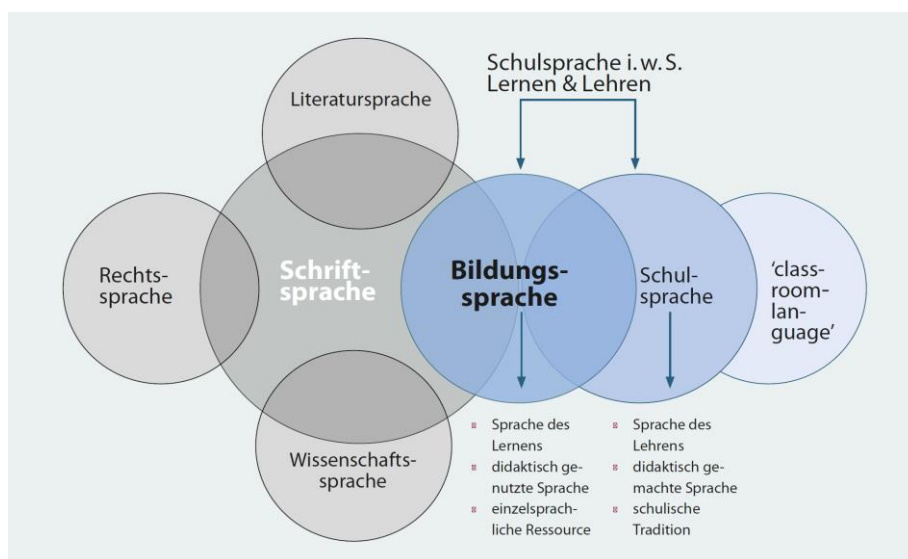 Schulsprache i. w. S.
Lernen & Lehren
Literatursprache
Rechts-
sprache
Schrift-
sprache
Bildungs-
sprache
Schul-
sprache
‘class-
room-
lan-
guage’
Wissenschafts-
sprache
Sprache des
Lernens
didaktisch ge-
nutzte Sprache
einzelsprach-
liche Ressource
Sprache des
Lehrens
didaktisch ge-
machte Sprache
schulische
Tradition